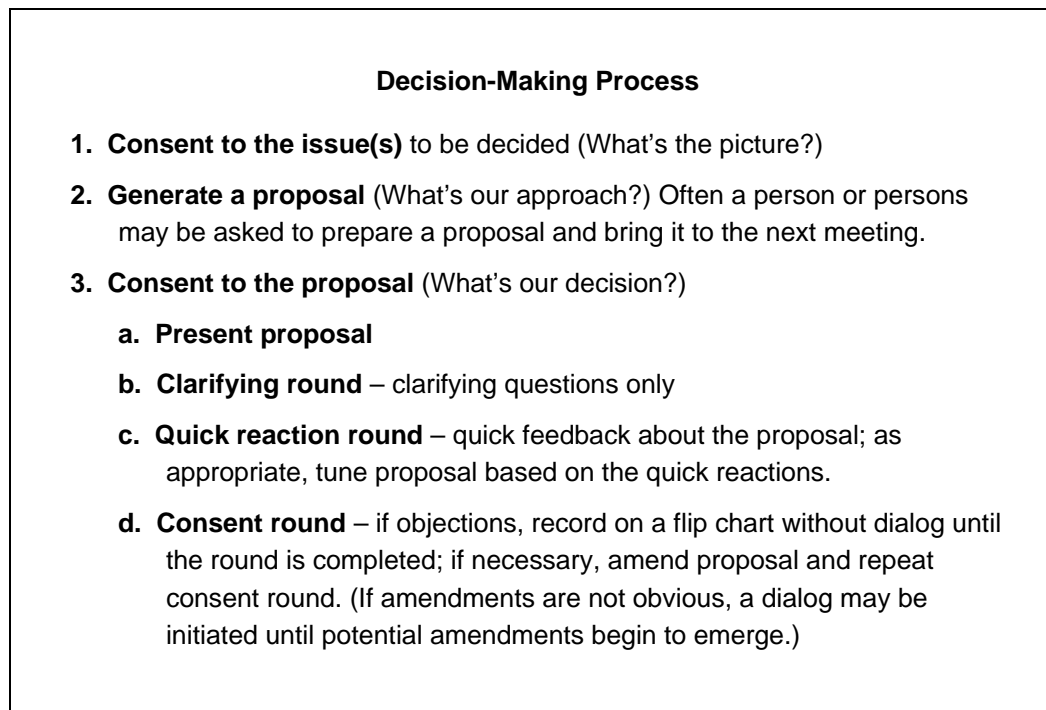 Decision-Making Process
1. Consent to the issue(s) to be decided (What’s the picture?)
2. Generate a proposal (What’s our approach?) Often a person or persons
may be asked to prepare a proposal and bring it to the next meeting.
3. Consent to the proposal (What’s our decision?)
a. Present proposal
b. Clarifying round – clarifying questions only
c. Quick reaction round – quick feedback about the proposal; as
appropriate, tune proposal based on the quick reactions.
d. Consent round – if objections, record on a flip chart without dialog until
the round is completed; if necessary, amend proposal and repeat
consent round. (If amendments are not obvious, a dialog may be
initiated until potential amendments begin to emerge.)